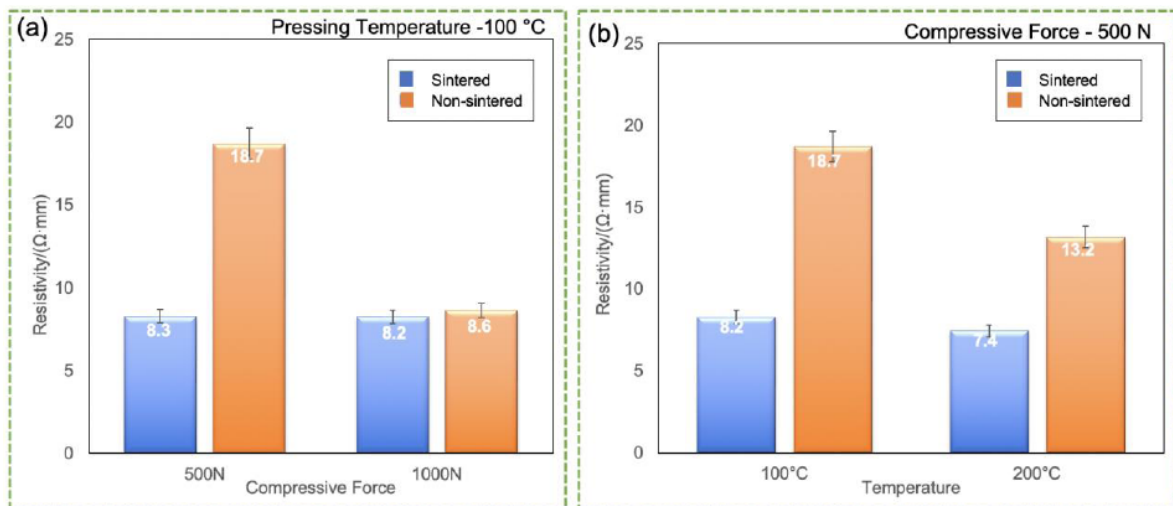 (a)
Pressing Temperature -100 °C
25
20
15
10
5
0
Resistivity/(Ω·mm)
Sintered
Non-sintered
8.3
18.7
8.2
8.6
500N
1000N
Compressive Force
(b)
Compressive Force - 500 N
25
20
15
10
5
0
Resistivity/(Ω·mm)
Sintered
Non-sintered
8.2
18.7
7.4
13.2
100°C
200°C
Temperature